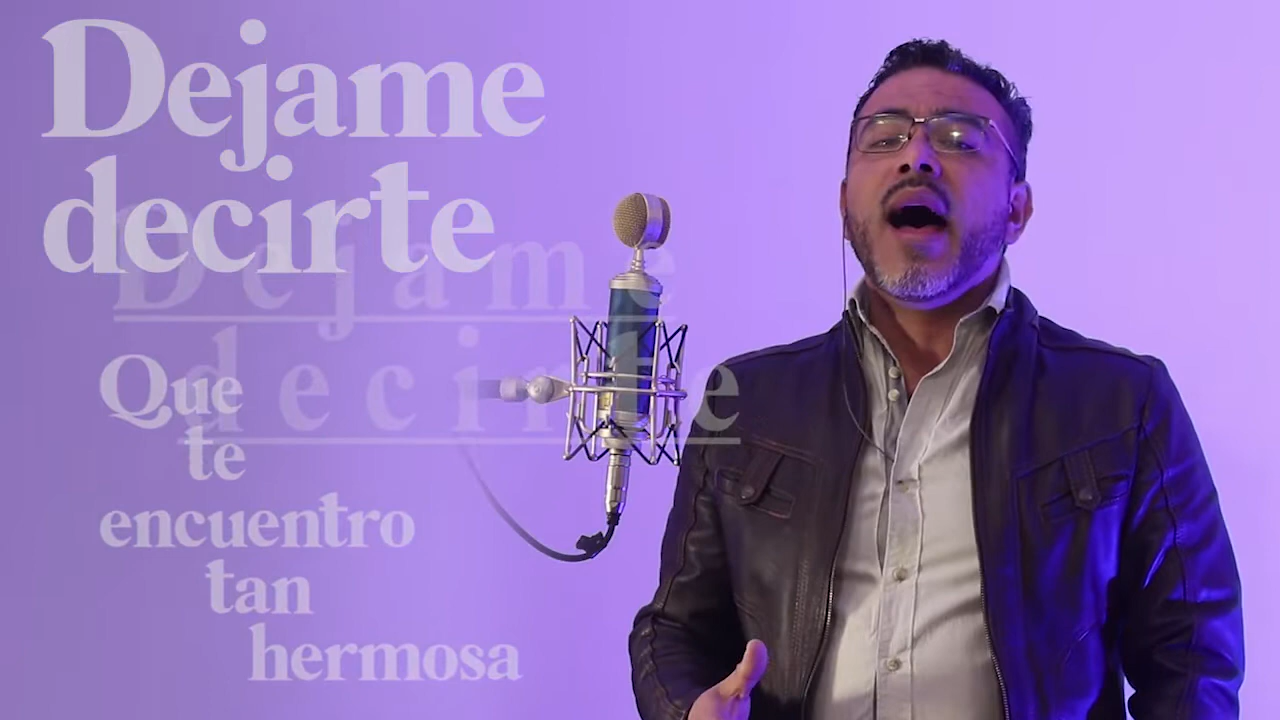 Dejame
decirte
Dejame
decirte
Que
te
encuentro
tan
hermosa